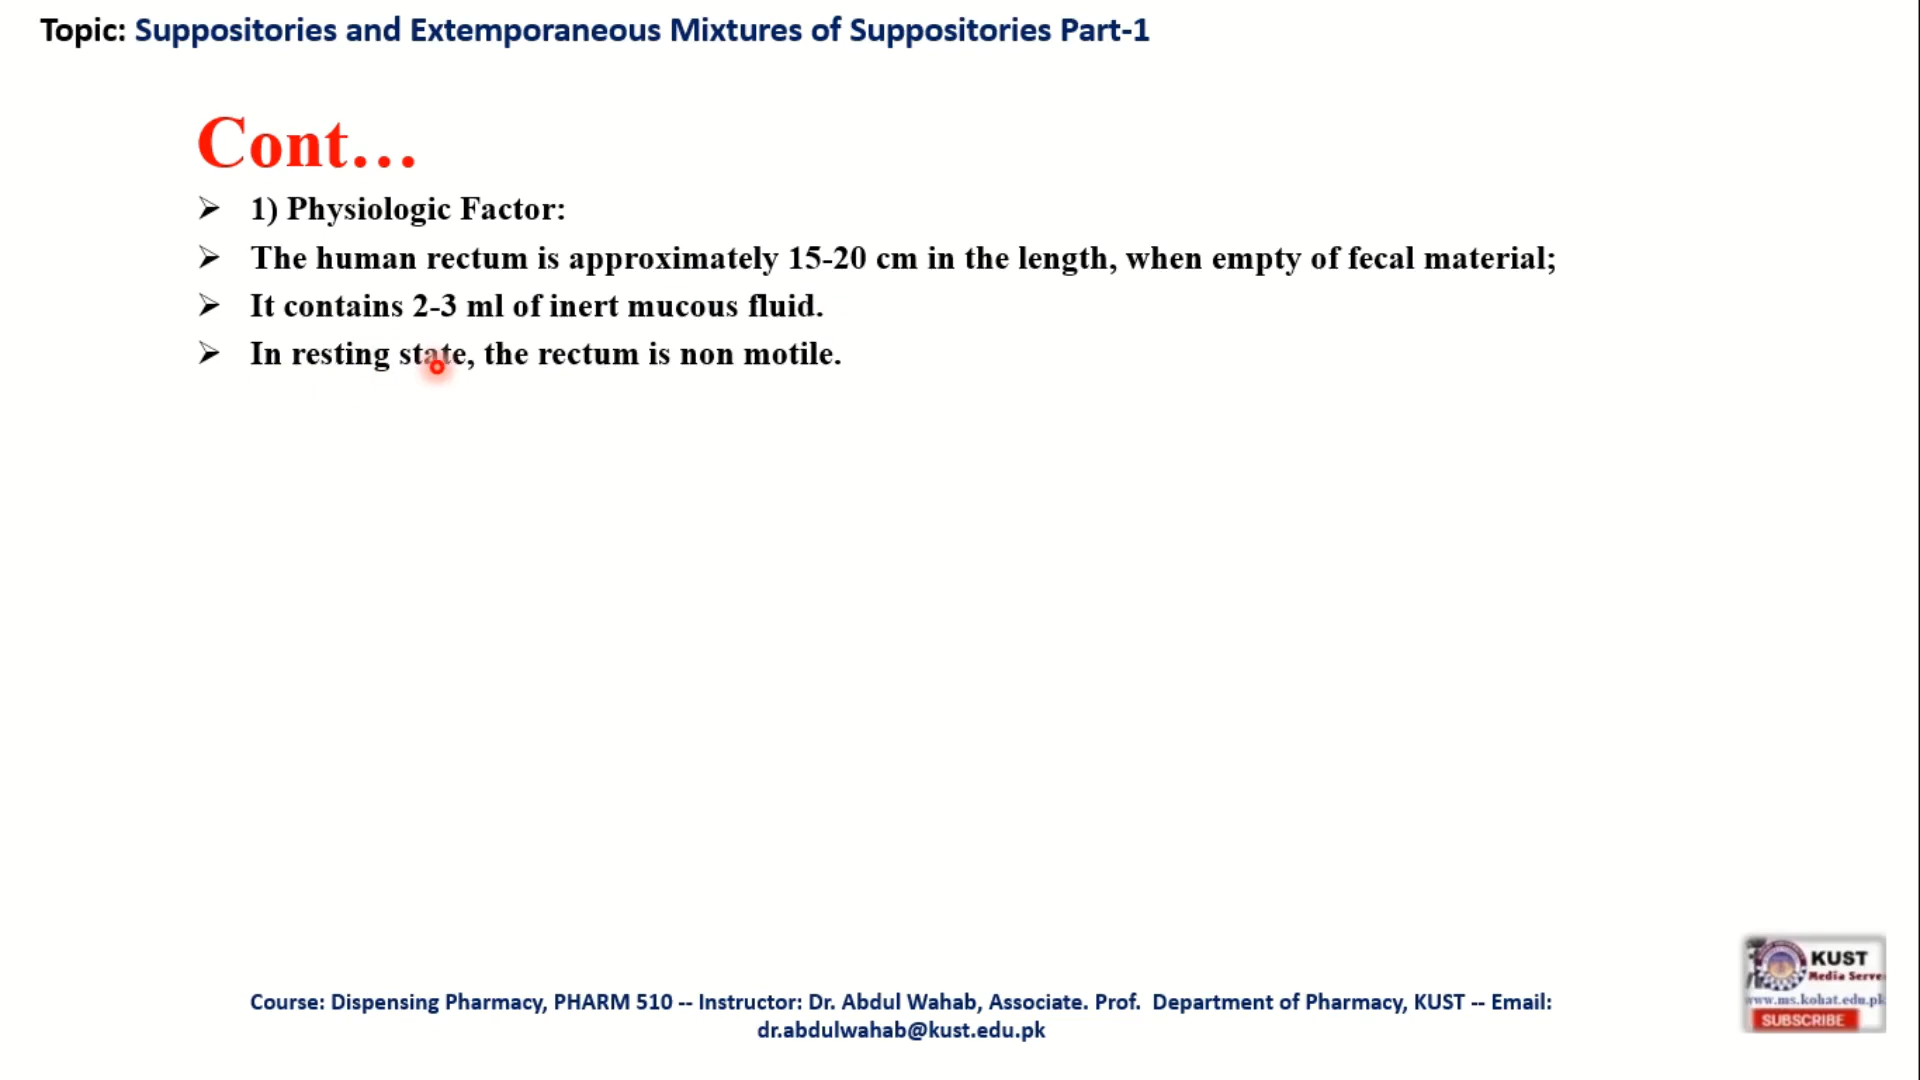 Topic: Suppositories and Extemporaneous Mixtures of Suppositories Part-1
Cont...
➢ 1) Physiologic Factor:
➢ The human rectum is approximately 15-20 cm in the length, when empty of fecal material;
➢ It contains 2-3 ml of inert mucous fluid.
➢ In resting state, the rectum is non motile.
KUST
Media Serve
www.ms.kohat.edu.pk
SUBSCRIBE
Course: Dispensing Pharmacy, PHARM 510 -- Instructor: Dr. Abdul Wahab, Associate. Prof. Department of Pharmacy, KUST -- Email:
dr.abdulwahab@kust.edu.pk